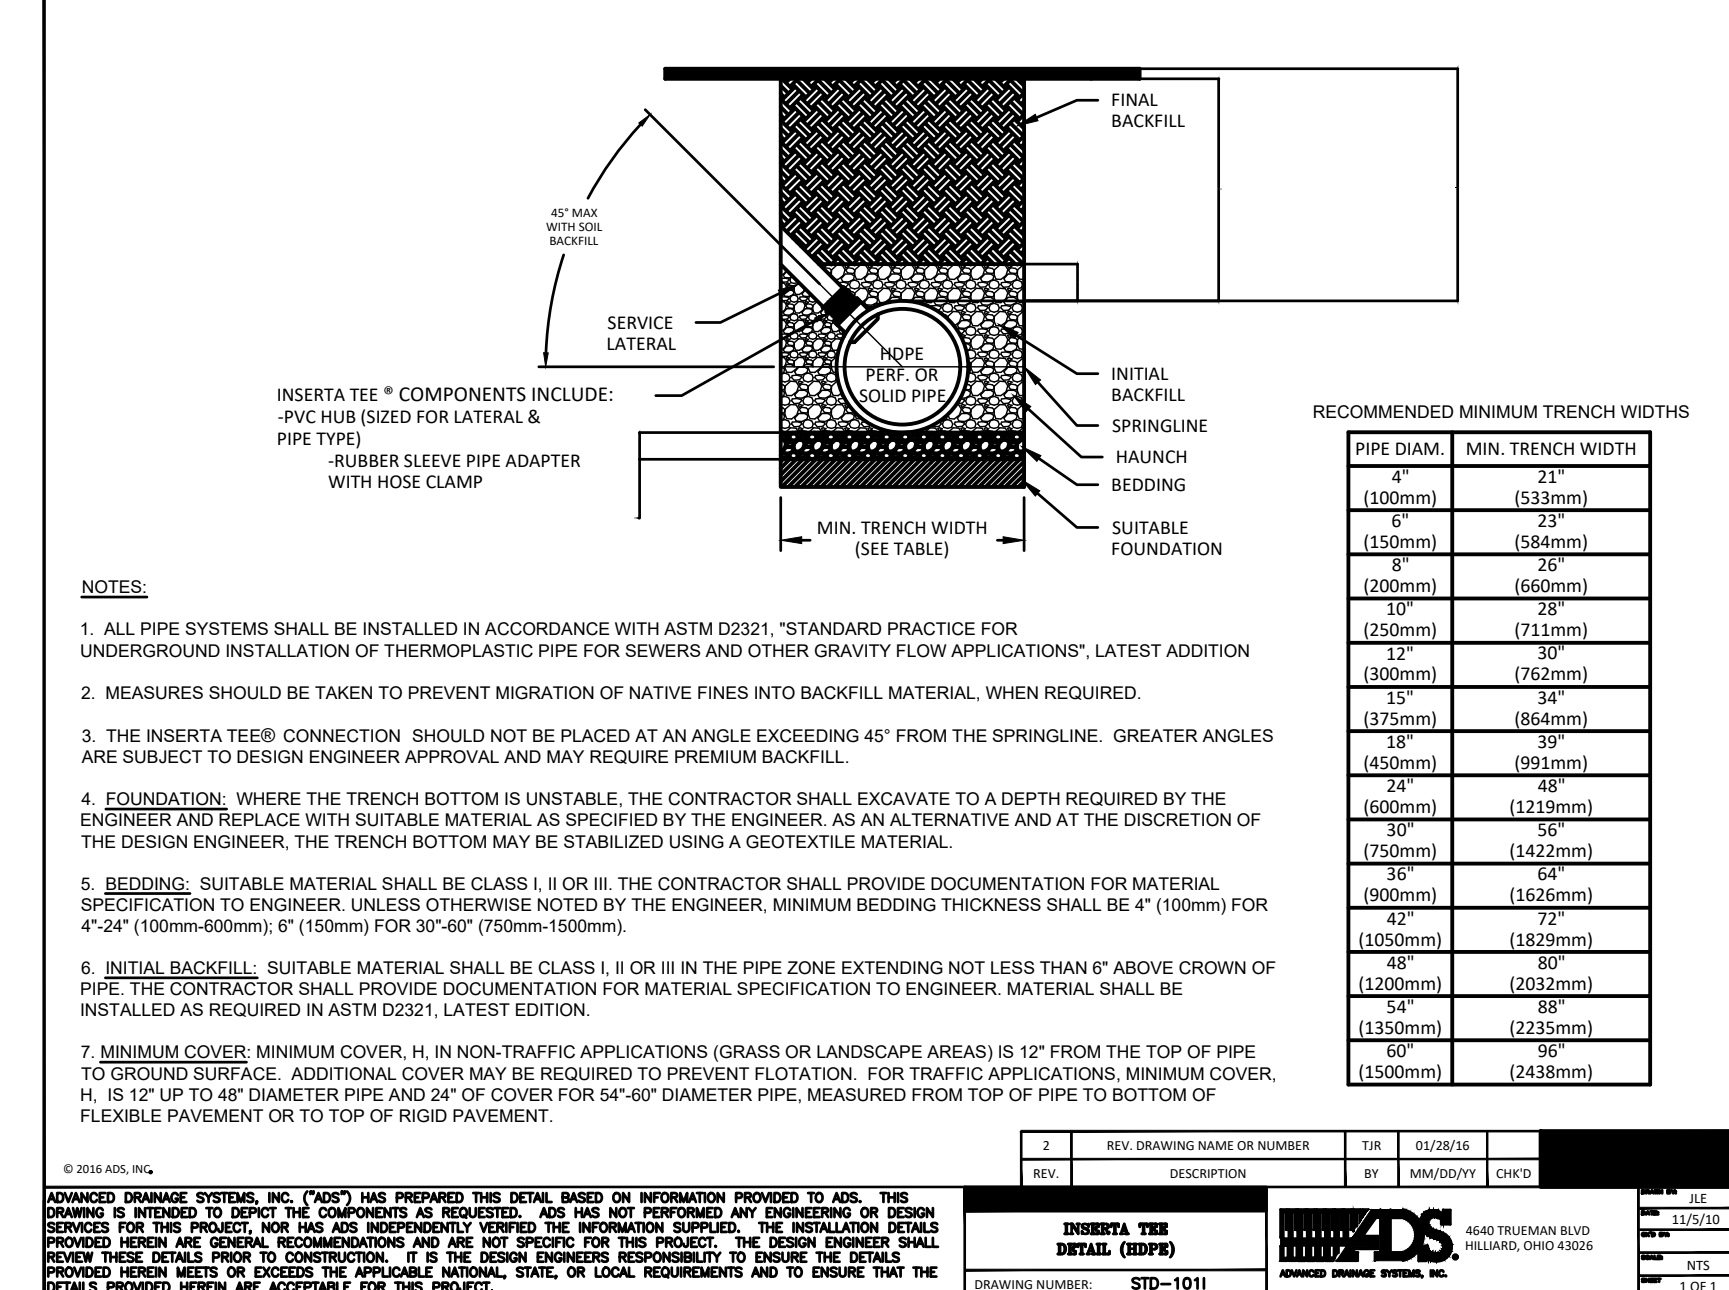 FINAL
BACKFILL
45° MAX
WITH SOIL
BACKFILL
SERVICE
LATERAL
HDPE
PERF. OR
SOLID PIPE
INSERTA TEE ® COMPONENTS INCLUDE:
-PVC HUB (SIZED FOR LATERAL &
PIPE TYPE)
-RUBBER SLEEVE PIPE ADAPTER
WITH HOSE CLAMP
INITIAL
BACKFILL
SPRINGLINE
HAUNCH
BEDDING
SUITABLE
FOUNDATION
MIN. TRENCH WIDTH
(SEE TABLE)
RECOMMENDED MINIMUM TRENCH WIDTHS
PIPE DIAM. MIN. TRENCH WIDTH
4" 21"
(100mm) (533mm)
6" 23"
(150mm) (584mm)
8" 26"
(200mm) (660mm)
10" 28"
(250mm) (711mm)
12" 30"
(300mm) (762mm)
15" 34"
(375mm) (864mm)
18" 39"
(450mm) (991mm)
24" 48"
(600mm) (1219mm)
30" 56"
(750mm) (1422mm)
36" 64"
(900mm) (1626mm)
42" 72"
(1050mm) (1829mm)
48" 80"
(1200mm) (2032mm)
54" 88"
(1350mm) (2235mm)
60" 96"
(1500mm) (2438mm)
NOTES:
1. ALL PIPE SYSTEMS SHALL BE INSTALLED IN ACCORDANCE WITH ASTM D2321, "STANDARD PRACTICE FOR
UNDERGROUND INSTALLATION OF THERMOPLASTIC PIPE FOR SEWERS AND OTHER GRAVITY FLOW APPLICATIONS", LATEST ADDITION
2. MEASURES SHOULD BE TAKEN TO PREVENT MIGRATION OF NATIVE FINES INTO BACKFILL MATERIAL, WHEN REQUIRED.
3. THE INSERTA TEE® CONNECTION SHOULD NOT BE PLACED AT AN ANGLE EXCEEDING 45° FROM THE SPRINGLINE. GREATER ANGLES
ARE SUBJECT TO DESIGN ENGINEER APPROVAL AND MAY REQUIRE PREMIUM BACKFILL.
4. FOUNDATION: WHERE THE TRENCH BOTTOM IS UNSTABLE, THE CONTRACTOR SHALL EXCAVATE TO A DEPTH REQUIRED BY THE
ENGINEER AND REPLACE WITH SUITABLE MATERIAL AS SPECIFIED BY THE ENGINEER. AS AN ALTERNATIVE AND AT THE DISCRETION OF
THE DESIGN ENGINEER, THE TRENCH BOTTOM MAY BE STABILIZED USING A GEOTEXTILE MATERIAL.
5. BEDDING: SUITABLE MATERIAL SHALL BE CLASS I, II OR III. THE CONTRACTOR SHALL PROVIDE DOCUMENTATION FOR MATERIAL
SPECIFICATION TO ENGINEER. UNLESS OTHERWISE NOTED BY THE ENGINEER, MINIMUM BEDDING THICKNESS SHALL BE 4" (100mm) FOR
4"-24" (100mm-600mm); 6" (150mm) FOR 30"-60" (750mm-1500mm).
6. INITIAL BACKFILL: SUITABLE MATERIAL SHALL BE CLASS I, II OR III IN THE PIPE ZONE EXTENDING NOT LESS THAN 6" ABOVE CROWN OF
PIPE. THE CONTRACTOR SHALL PROVIDE DOCUMENTATION FOR MATERIAL SPECIFICATION TO ENGINEER. MATERIAL SHALL BE
INSTALLED AS REQUIRED IN ASTM D2321, LATEST EDITION.
7. MINIMUM COVER: MINIMUM COVER, H, IN NON-TRAFFIC APPLICATIONS (GRASS OR LANDSCAPE AREAS) IS 12" FROM THE TOP OF PIPE
TO GROUND SURFACE. ADDITIONAL COVER MAY BE REQUIRED TO PREVENT FLOTATION. FOR TRAFFIC APPLICATIONS, MINIMUM COVER,
H, IS 12" UP TO 48" DIAMETER PIPE AND 24" OF COVER FOR 54"-60" DIAMETER PIPE, MEASURED FROM TOP OF PIPE TO BOTTOM OF
FLEXIBLE PAVEMENT OR TO TOP OF RIGID PAVEMENT.
© 2016 ADS, INC.
2 REV. DRAWING NAME OR NUMBER TJR 01/28/16
REV. DESCRIPTION BY MM/DD/YY CHK'D
ADVANCED DRAINAGE SYSTEMS, INC. ("ADS") HAS PREPARED THIS DETAIL BASED ON INFORMATION PROVIDED TO ADS. THIS
DRAWING IS INTENDED TO DEPICT THE COMPONENTS AS REQUESTED. ADS HAS NOT PERFORMED ANY ENGINEERING OR DESIGN
SERVICES FOR THIS PROJECT, NOR HAS ADS INDEPENDENTLY VERIFIED THE INFORMATION SUPPLIED. THE INSTALLATION DETAILS
PROVIDED HEREIN ARE GENERAL RECOMMENDATIONS AND ARE NOT SPECIFIC FOR THIS PROJECT. THE DESIGN ENGINEER SHALL
REVIEW THESE DETAILS PRIOR TO CONSTRUCTION. IT IS THE DESIGN ENGINEERS RESPONSIBILITY TO ENSURE THE DETAILS
PROVIDED HEREIN MEETS OR EXCEEDS THE APPLICABLE NATIONAL, STATE, OR LOCAL REQUIREMENTS AND TO ENSURE THAT THE
DETAILS PROVIDED HEREIN ARE ACCEPTABLE FOR THIS PROJECT.
INSERTA TEE
DETAIL (HDPE)
DRAWING NUMBER: STD-101I
ADS.
ADVANCED DRAINAGE SYSTEMS, INC.
4640 TRUEMAN BLVD
HILLIARD, OHIO 43026
JLE
11/5/10
NTS
1 OF 1